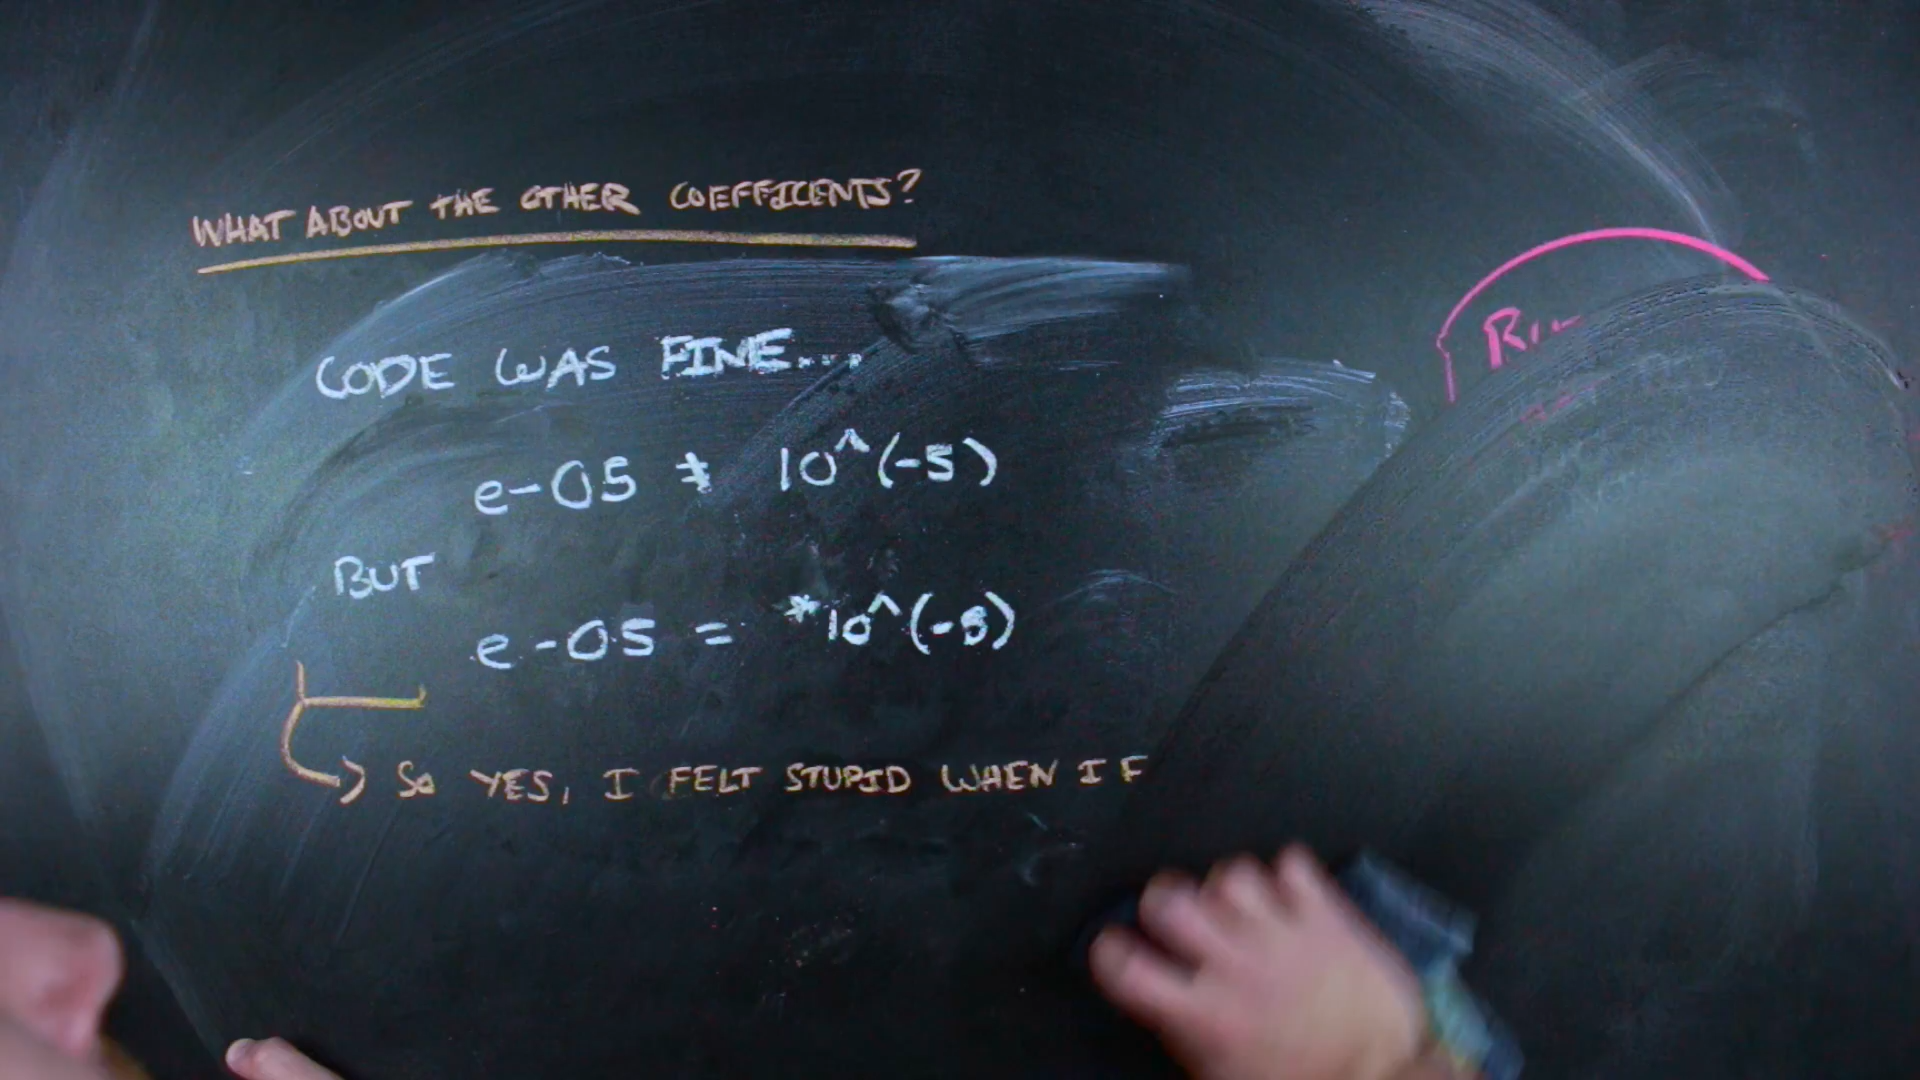 WHAT ABOUT THE OTHER COEFFICENTS?
CODE WAS FINE...
e-05 ≠ 10^(-5)
BUT
e-05 = *10^(-5)
So YES, I FELT STUPID WHEN I F